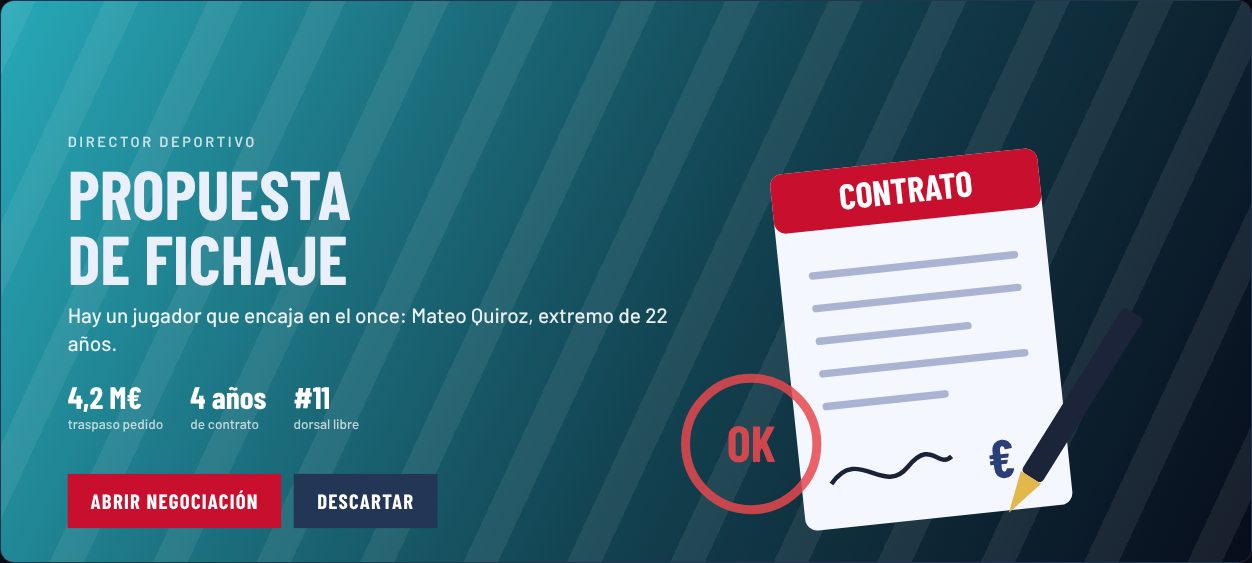 DIRECTOR DEPORTIVO
PROPUESTA
DE FICHAJE
Hay un jugador que encaja en el once: Mateo Quiroz, extremo de 22
años.
4,2 M€ 4 años #11
traspaso pedido de contrato dorsal libre
ABRIR NEGOCIACIÓN DESCARTAR
CONTRATO
OK
€